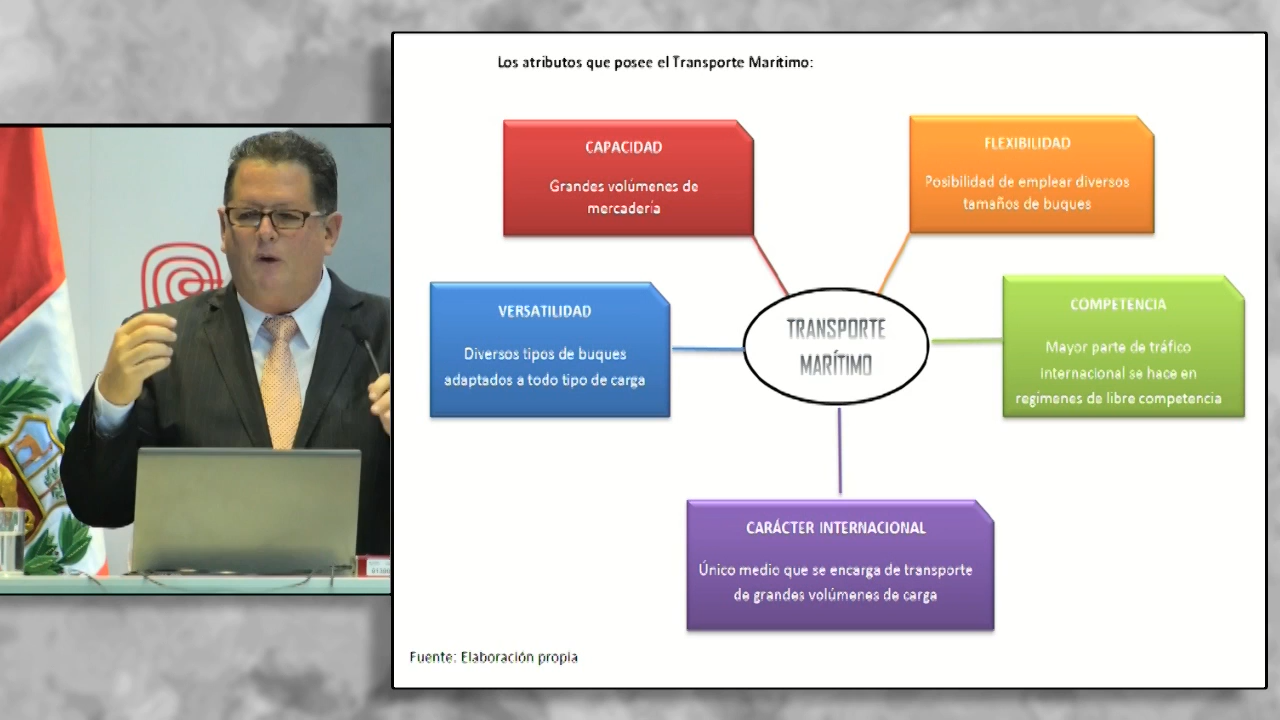 Los atributos que posee el Transporte Marítimo:
CAPACIDAD
Grandes volúmenes de
mercadería
FLEXIBILIDAD
Posibilidad de emplear diversos
tamaños de buques
VERSATILIDAD
Diversos tipos de buques
adaptados a todo tipo de carga
TRANSPORTE
MARÍTIMO
COMPETENCIA
Mayor parte de tráfico
internacional se hace en
regímenes de libre competencia
CARÁCTER INTERNACIONAL
Único medio que se encarga de transporte
de grandes volúmenes de carga
Fuente: Elaboración propia